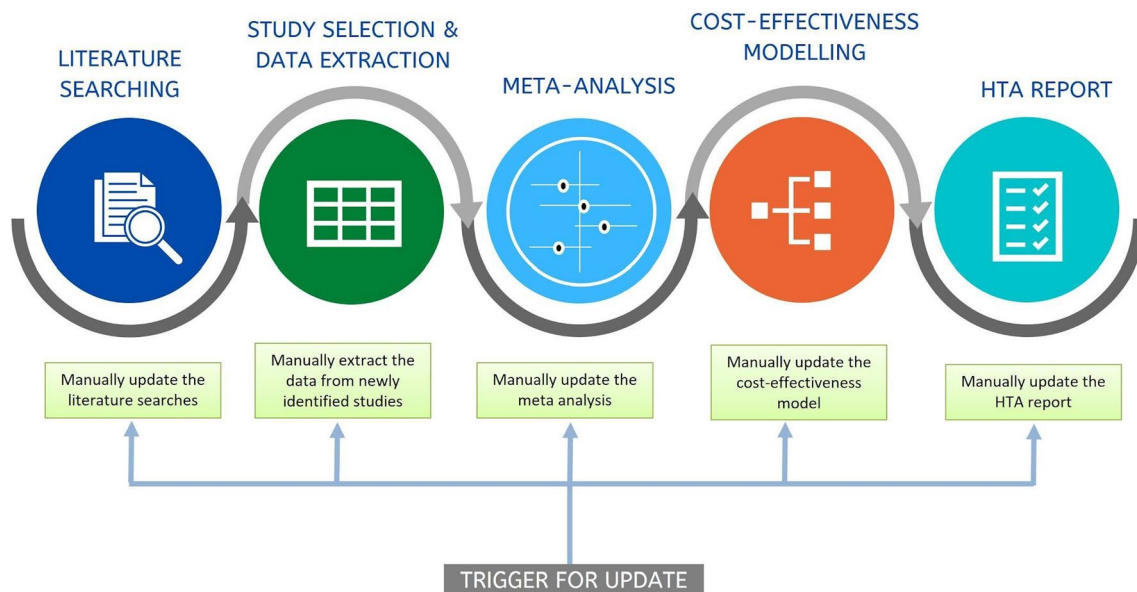 LITERATURE
SEARCHING
STUDY SELECTION &
DATA EXTRACTION
META-ANALYSIS
COST-EFFECTIVENESS
MODELLING
HTA REPORT
Manually update the
literature searches
Manually extract the
data from newly
identified studies
Manually update the
meta analysis
Manually update the
cost-effectiveness
model
Manually update the
HTA report
TRIGGER FOR UPDATE